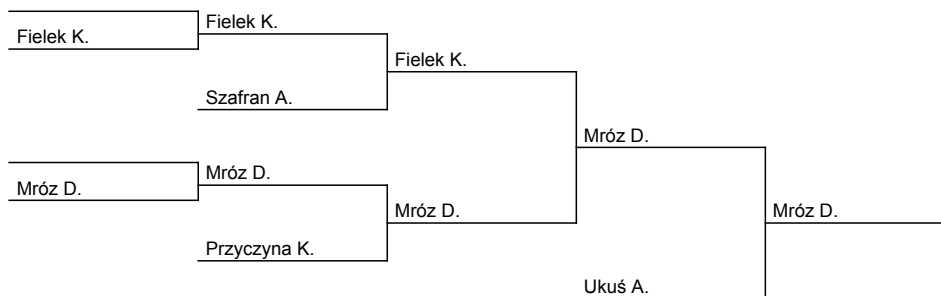 Fielek K.
Fielek K.
Szafran A.
Fielek K.
Mróz D.
Mróz D.
Przyczyna K.
Mróz D.
Mróz D.
Ukuś A.
Mróz D.